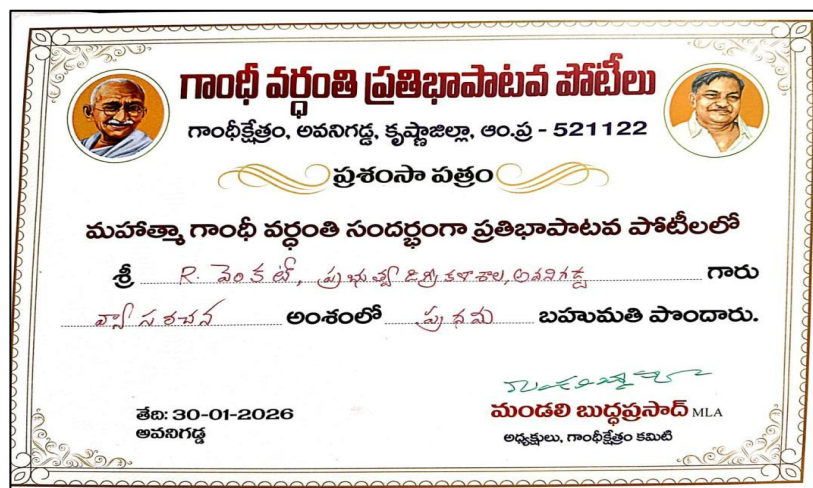 గాంధీ వర్ధంతి ప్రతిభాపాటవ పోటీలు
గాంధీక్షేత్రం, అవనిగడ్డ, కృష్ణాజిల్లా, ఆం.ప్ర - 521122
ప్రశంసా పత్రం
మహాత్మా గాంధీ వర్ధంతి సందర్భంగా ప్రతిభాపాటవ పోటీలలో
శ్రీ R. వెంకట్, ప్రభుత్వ డిగ్రీ కళాశాల, అవనిగడ్డ గారు
వ్యాసరచన అంశంలో ప్రథమ బహుమతి పొందారు.
తేది: 30-01-2026
అవనిగడ్డ
మండలి బుద్ధప్రసాద్ MLA
అధ్యక్షులు, గాంధీక్షేత్రం కమిటి